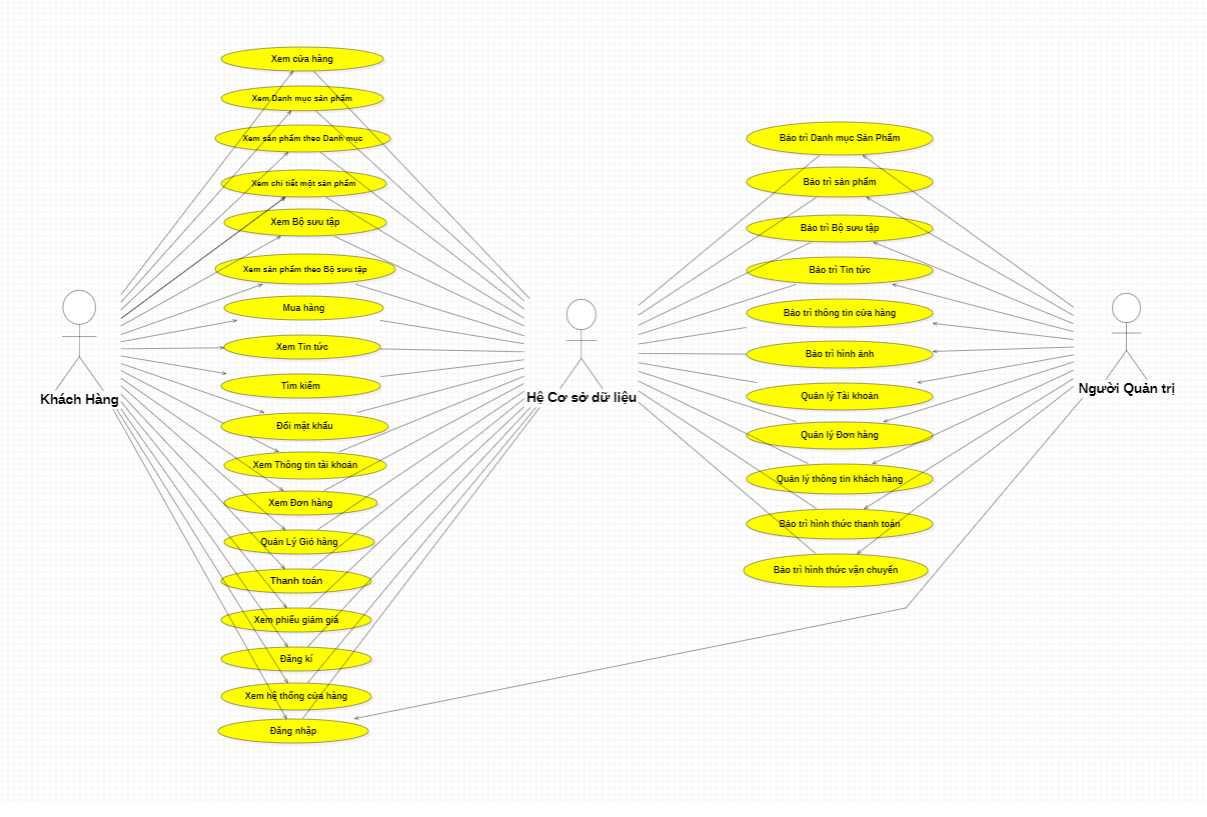 Xem cửa hàng
Xem Danh mục sản phẩm
Xem sản phẩm theo Danh mục
Xem chi tiết một sản phẩm
Xem Bộ sưu tập
Xem sản phẩm theo Bộ sưu tập
Mua hàng
Xem Tin tức
Tìm kiếm
Đổi mật khẩu
Xem Thông tin tài khoản
Xem Đơn hàng
Quản Lý Giỏ hàng
Thanh toán
Xem phiếu giảm giá
Đăng kí
Xem hệ thống cửa hàng
Đăng nhập
Khách Hàng
Hệ Cơ sở dữ liệu
Bảo trì Danh mục Sản Phẩm
Bảo trì sản phẩm
Bảo trì Bộ sưu tập
Bảo trì Tin tức
Bảo trì thông tin cửa hàng
Bảo trì hình ảnh
Quản lý Tài khoản
Quản lý Đơn hàng
Quản lý thông tin khách hàng
Bảo trì hình thức thanh toán
Bảo trì hình thức vận chuyển
Người Quản trị